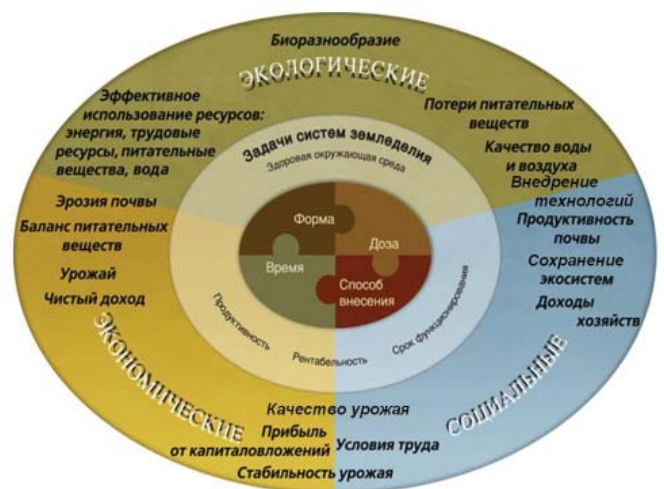 Биоразнообразие
ЭКОЛОГИЧЕСКИЕ
Эффективное
использование ресурсов:
энергия, трудовые
ресурсы, питательные
вещества, вода
Потери питательных
веществ
Качество воды
и воздуха
Задачи систем земледелия
Здоровая окружающая среда
Внедрение
технологий
Продуктивность
почвы
Сохранение
экосистем
Доходы
хозяйств
Эрозия почвы
Баланс питательных
веществ
Урожай
Чистый доход
Форма
Доза
Время
Способ
внесения
Продуктивность
Рентабельность
Срок функционирования
ЭКОНОМИЧЕСКИЕ
СОЦИАЛЬНЫЕ
Качество урожая
Прибыль
от капиталовложений
Условия труда
Стабильность урожая